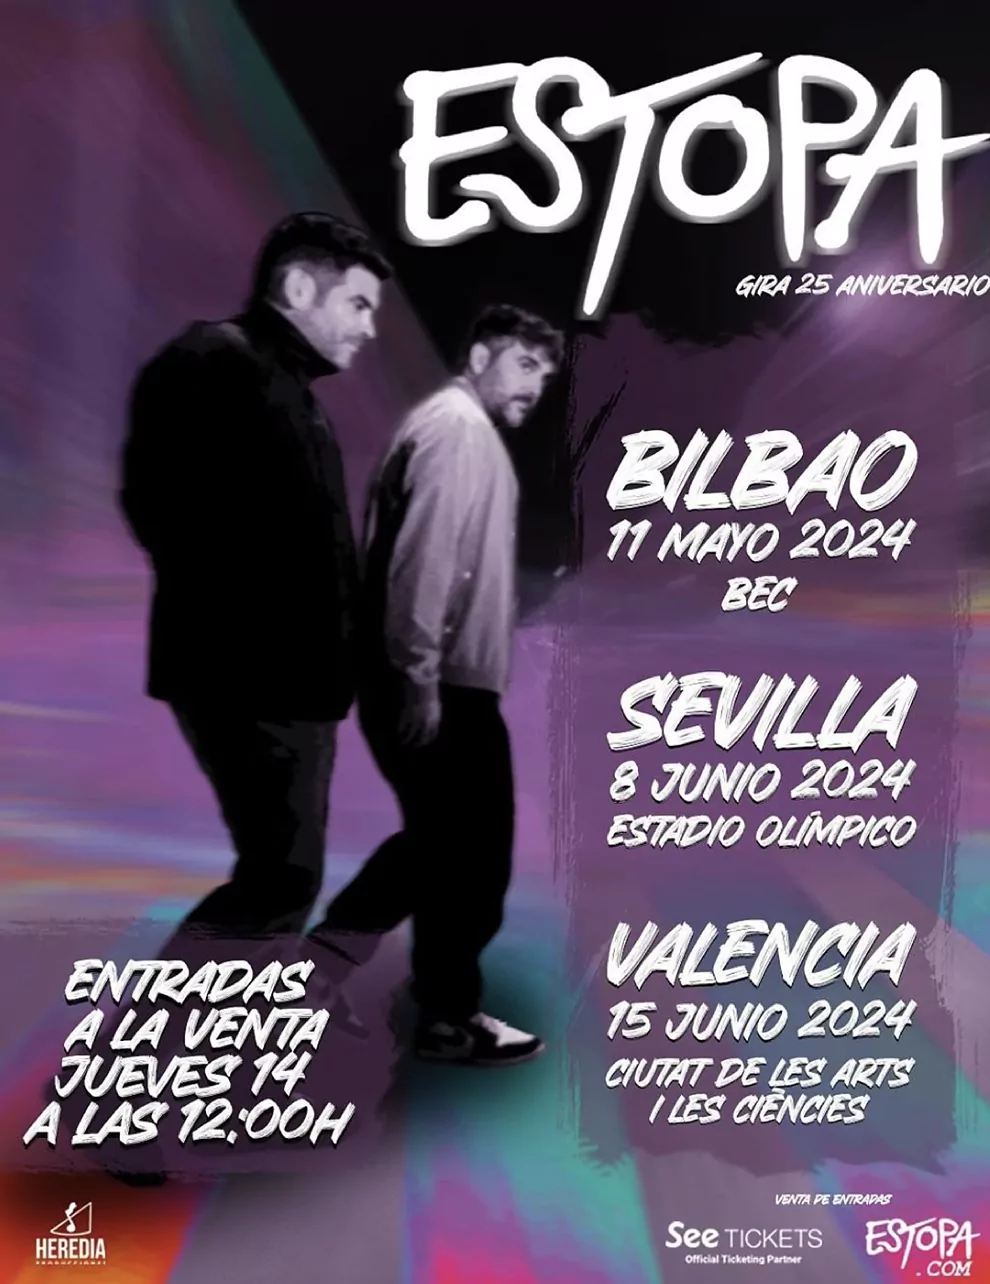 ESTOPA
GIRA 25 ANIVERSARIO
BILBAO
11 MAYO 2024
BEC
SEVILLA
8 JUNIO 2024
ESTADIO OLÍMPICO
VALENCIA
15 JUNIO 2024
CIUTAT DE LES ARTS
I LES CIÈNCIES
ENTRADAS
A LA VENTA
JUEVES 14
A LAS 12:00H
HEREDIA
PRODUCCIONES
VENTA DE ENTRADAS
See TICKETS
Official Ticketing Partner
ESTOPA
.COM